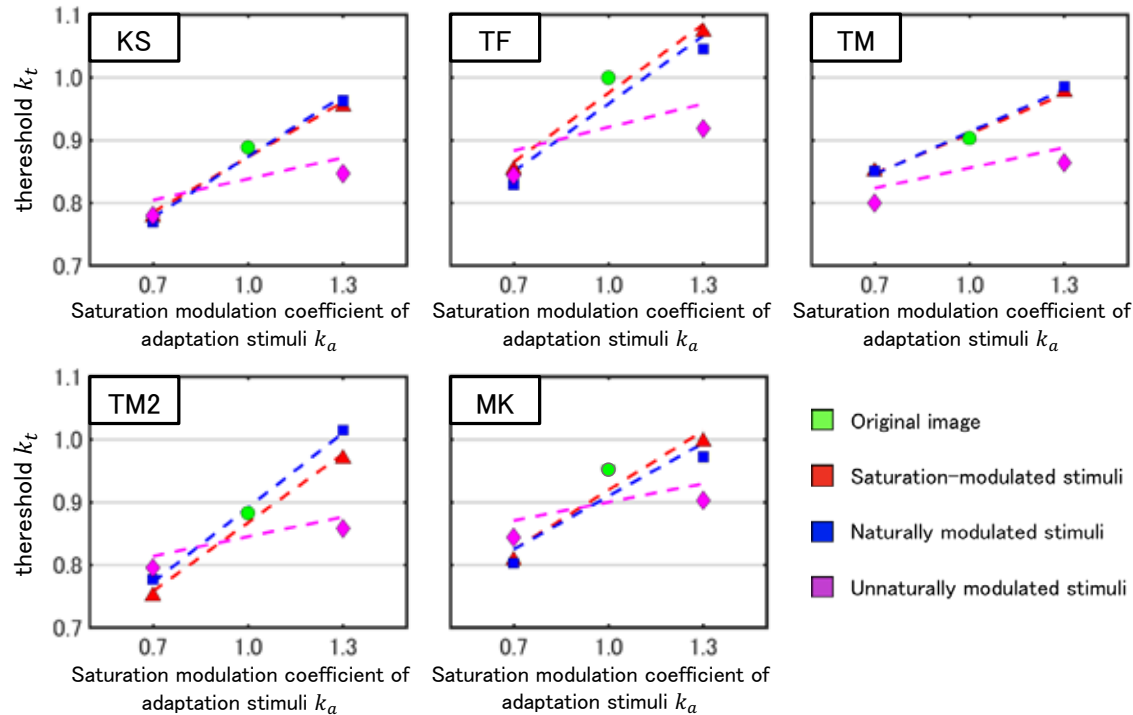 KS
TF
TM
thereshold k_t
1.1
1.0
0.9
0.8
0.7
0.7 1.0 1.3
0.7 1.0 1.3
0.7 1.0 1.3
Saturation modulation coefficient of
adaptation stimuli k_a
Saturation modulation coefficient of
adaptation stimuli k_a
Saturation modulation coefficient of
adaptation stimuli k_a
TM2
MK
thereshold k_t
1.1
1.0
0.9
0.8
0.7
0.7 1.0 1.3
0.7 1.0 1.3
Saturation modulation coefficient of
adaptation stimuli k_a
Saturation modulation coefficient of
adaptation stimuli k_a
Original image
Saturation-modulated stimuli
Naturally modulated stimuli
Unnaturally modulated stimuli